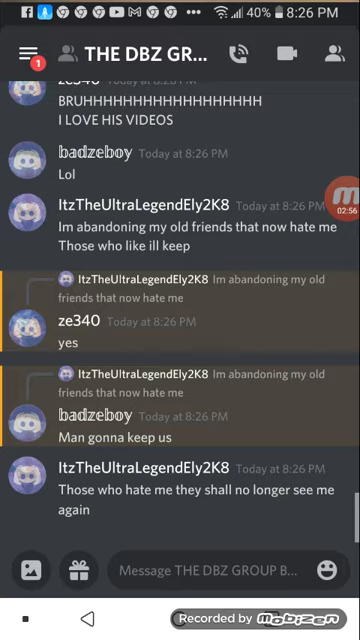 40% 8:26 PM
1
THE DBZ GR...
ze340
BRUHHHHHHHHHHHHHHHHHH
I LOVE HIS VIDEOS
badzeboy Today at 8:26 PM
Lol
ItzTheUltraLegendEly2K8 Today at 8:26 PM
Im abandoning my old friends that now hate me
Those who like ill keep
02:56
ItzTheUltraLegendEly2K8 Im abandoning my old
friends that now hate me
ze340 Today at 8:26 PM
yes
ItzTheUltraLegendEly2K8 Im abandoning my old
friends that now hate me
badzeboy Today at 8:26 PM
Man gonna keep us
ItzTheUltraLegendEly2K8 Today at 8:26 PM
Those who hate me they shall no longer see me
again
Message THE DBZ GROUP B...
Recorded by mobizen